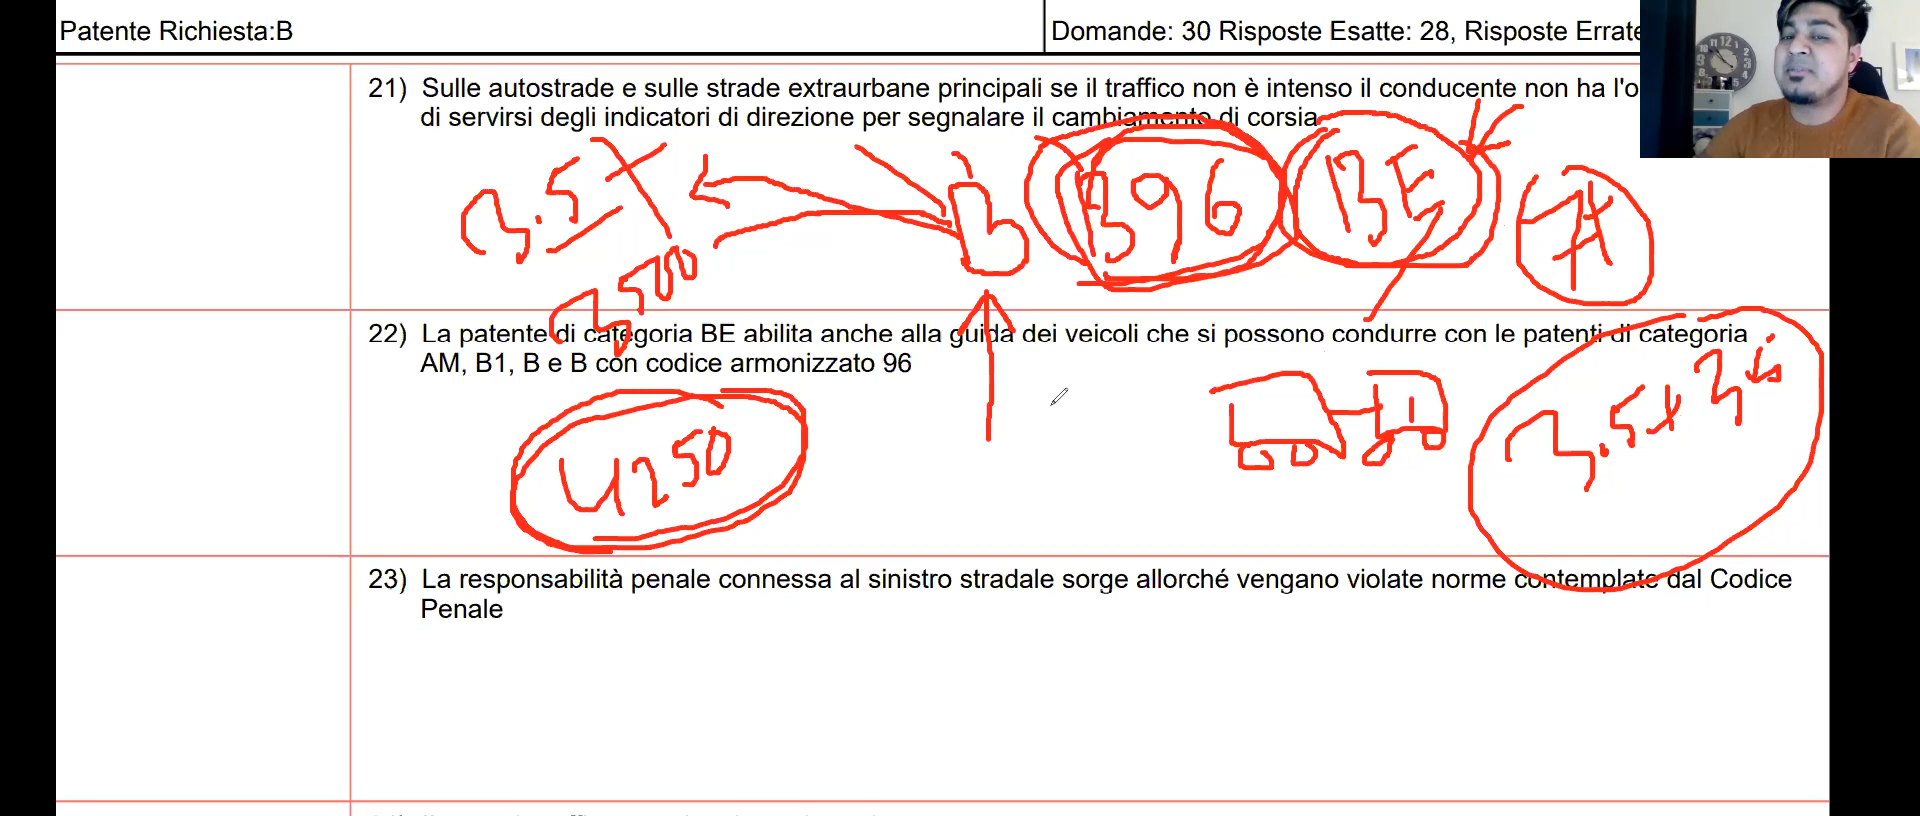 Patente Richiesta:B
Domande: 30 Risposte Esatte: 28, Risposte Errate
21) Sulle autostrade e sulle strade extraurbane principali se il traffico non è intenso il conducente non ha l'o
di servirsi degli indicatori di direzione per segnalare il cambiamento di corsia
3.5 t
B
B96
BE
A
3500
22) La patente di categoria BE abilita anche alla guida dei veicoli che si possono condurre con le patenti di categoria
AM, B1, B e B con codice armonizzato 96
4250
3.5+3.5
23) La responsabilità penale connessa al sinistro stradale sorge allorché vengano violate norme contemplate dal Codice
Penale